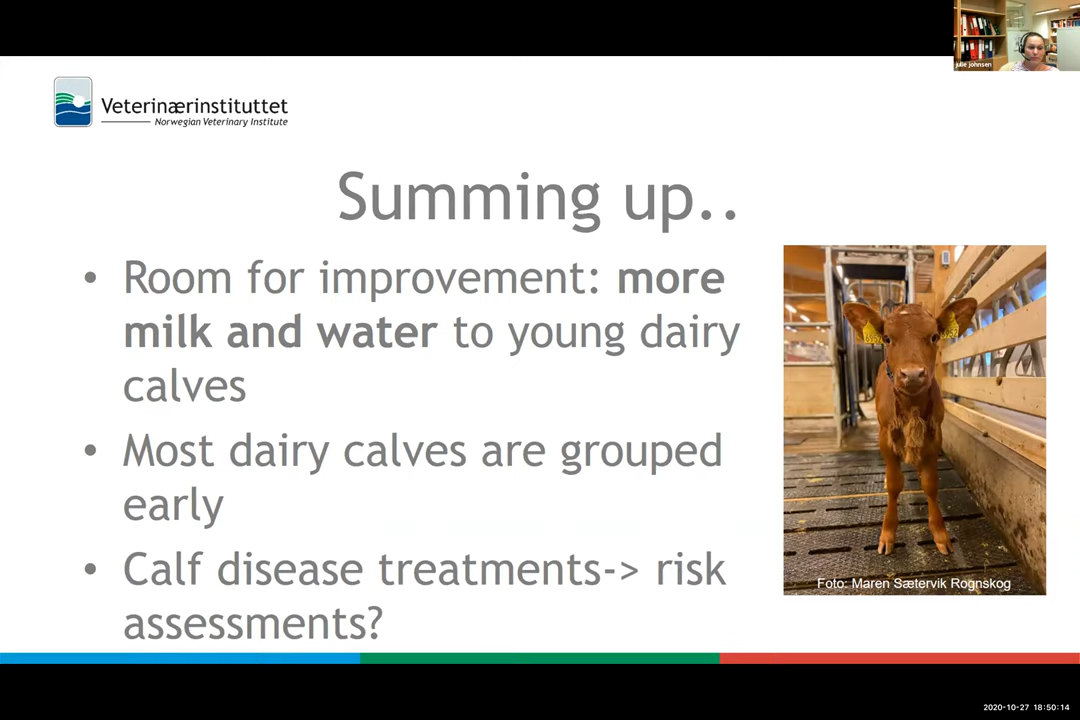 julie johnsen
Veterinærinstituttet
Norwegian Veterinary Institute
Summing up..
• Room for improvement: more
milk and water to young dairy
calves
• Most dairy calves are grouped
early
• Calf disease treatments-> risk
assessments?
Foto: Maren Sætervik Rognskog
2020-10-27 18:50:14